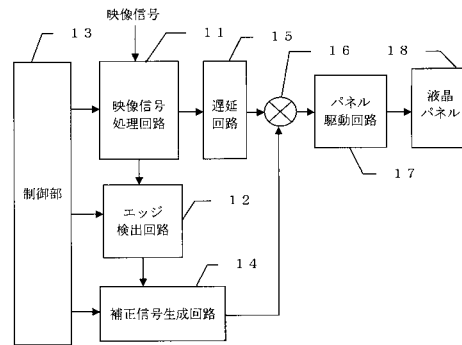 映像信号
13
11
15
16
18
映像信号
処理回路
遅延
回路
パネル
駆動回路
液晶
パネル
17
制御部
エッジ
検出回路
12
14
補正信号生成回路